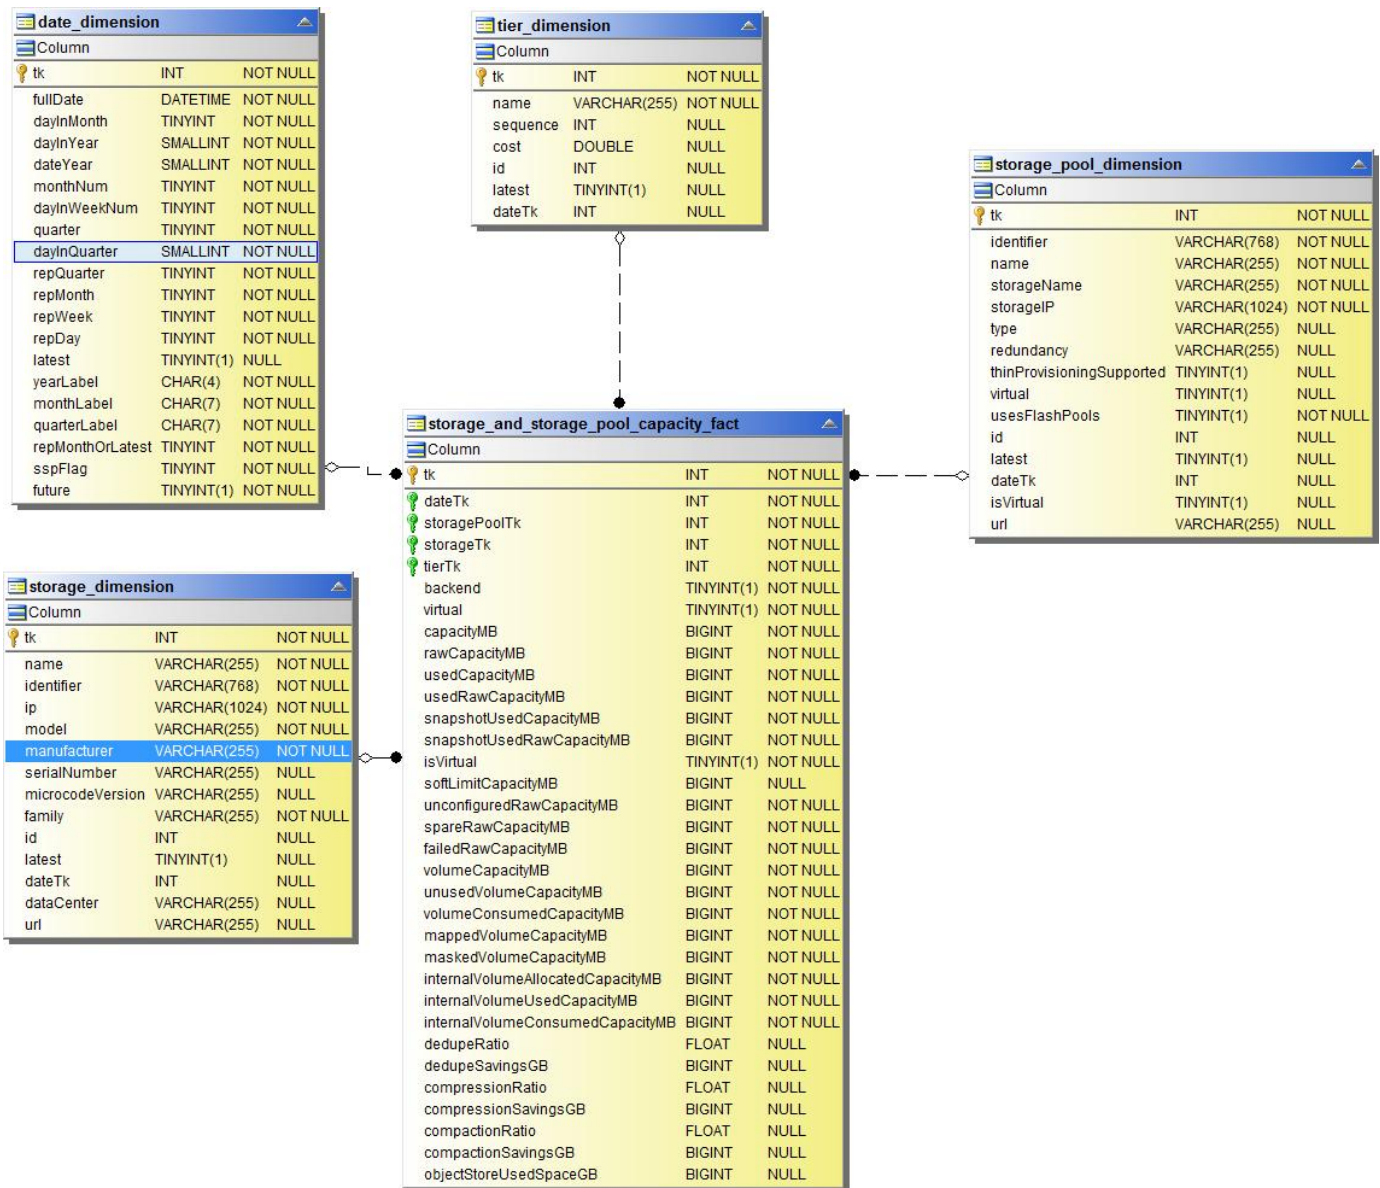 date_dimension
Column
tk INT NOT NULL
fullDate DATETIME NOT NULL
dayInMonth TINYINT NOT NULL
dayInYear SMALLINT NOT NULL
dateYear SMALLINT NOT NULL
monthNum TINYINT NOT NULL
dayInWeekNum TINYINT NOT NULL
quarter TINYINT NOT NULL
dayInQuarter SMALLINT NOT NULL
repQuarter TINYINT NOT NULL
repMonth TINYINT NOT NULL
repWeek TINYINT NOT NULL
repDay TINYINT NOT NULL
latest TINYINT(1) NULL
yearLabel CHAR(4) NOT NULL
monthLabel CHAR(7) NOT NULL
quarterLabel CHAR(7) NOT NULL
repMonthOrLatest TINYINT NOT NULL
sspFlag TINYINT NOT NULL
future TINYINT(1) NOT NULL
tier_dimension
Column
tk INT NOT NULL
name VARCHAR(255) NOT NULL
sequence INT NULL
cost DOUBLE NULL
id INT NULL
latest TINYINT(1) NULL
dateTk INT NULL
storage_pool_dimension
Column
tk INT NOT NULL
identifier VARCHAR(768) NOT NULL
name VARCHAR(255) NOT NULL
storageName VARCHAR(255) NOT NULL
storageIP VARCHAR(1024) NOT NULL
type VARCHAR(255) NULL
redundancy VARCHAR(255) NULL
thinProvisioningSupported TINYINT(1) NULL
virtual TINYINT(1) NULL
usesFlashPools TINYINT(1) NOT NULL
id INT NULL
latest TINYINT(1) NULL
dateTk INT NULL
isVirtual TINYINT(1) NULL
url VARCHAR(255) NULL
storage_dimension
Column
tk INT NOT NULL
name VARCHAR(255) NOT NULL
identifier VARCHAR(768) NOT NULL
ip VARCHAR(1024) NOT NULL
model VARCHAR(255) NOT NULL
manufacturer VARCHAR(255) NOT NULL
serialNumber VARCHAR(255) NULL
microcodeVersion VARCHAR(255) NULL
family VARCHAR(255) NOT NULL
id INT NULL
latest TINYINT(1) NULL
dateTk INT NULL
dataCenter VARCHAR(255) NULL
url VARCHAR(255) NULL
storage_and_storage_pool_capacity_fact
Column
tk INT NOT NULL
dateTk INT NOT NULL
storagePoolTk INT NOT NULL
storageTk INT NOT NULL
tierTk INT NOT NULL
backend TINYINT(1) NOT NULL
virtual TINYINT(1) NOT NULL
capacityMB BIGINT NOT NULL
rawCapacityMB BIGINT NOT NULL
usedCapacityMB BIGINT NOT NULL
usedRawCapacityMB BIGINT NOT NULL
snapshotUsedCapacityMB BIGINT NOT NULL
snapshotUsedRawCapacityMB BIGINT NOT NULL
isVirtual TINYINT(1) NOT NULL
softLimitCapacityMB BIGINT NULL
unconfiguredRawCapacityMB BIGINT NOT NULL
spareRawCapacityMB BIGINT NOT NULL
failedRawCapacityMB BIGINT NOT NULL
volumeCapacityMB BIGINT NOT NULL
unusedVolumeCapacityMB BIGINT NOT NULL
volumeConsumedCapacityMB BIGINT NOT NULL
mappedVolumeCapacityMB BIGINT NOT NULL
maskedVolumeCapacityMB BIGINT NOT NULL
internalVolumeAllocatedCapacityMB BIGINT NOT NULL
internalVolumeUsedCapacityMB BIGINT NOT NULL
internalVolumeConsumedCapacityMB BIGINT NOT NULL
dedupeRatio FLOAT NULL
dedupeSavingsGB BIGINT NULL
compressionRatio FLOAT NULL
compressionSavingsGB BIGINT NULL
compactionRatio FLOAT NULL
compactionSavingsGB BIGINT NULL
objectStoreUsedSpaceGB BIGINT NULL